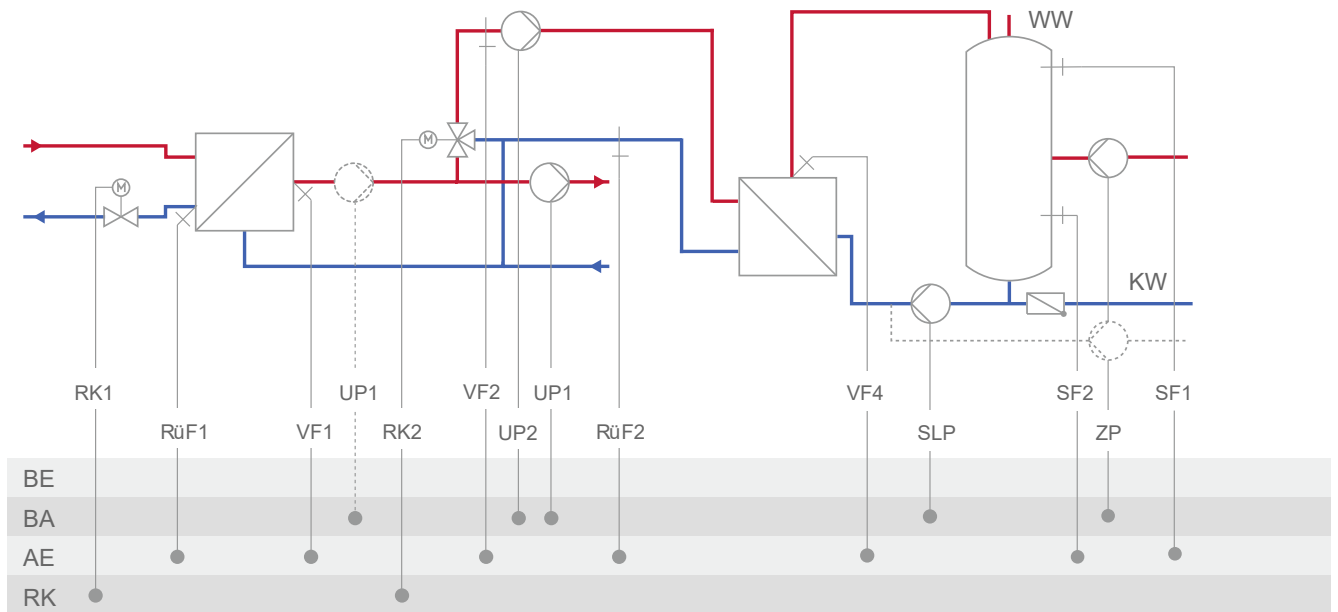 WW
M
M
KW
RK1 UP1 VF2 UP1 VF4 SF2 SF1
RüF1 VF1 RK2 UP2 RüF2 SLP ZP
BE
BA
AE
RK